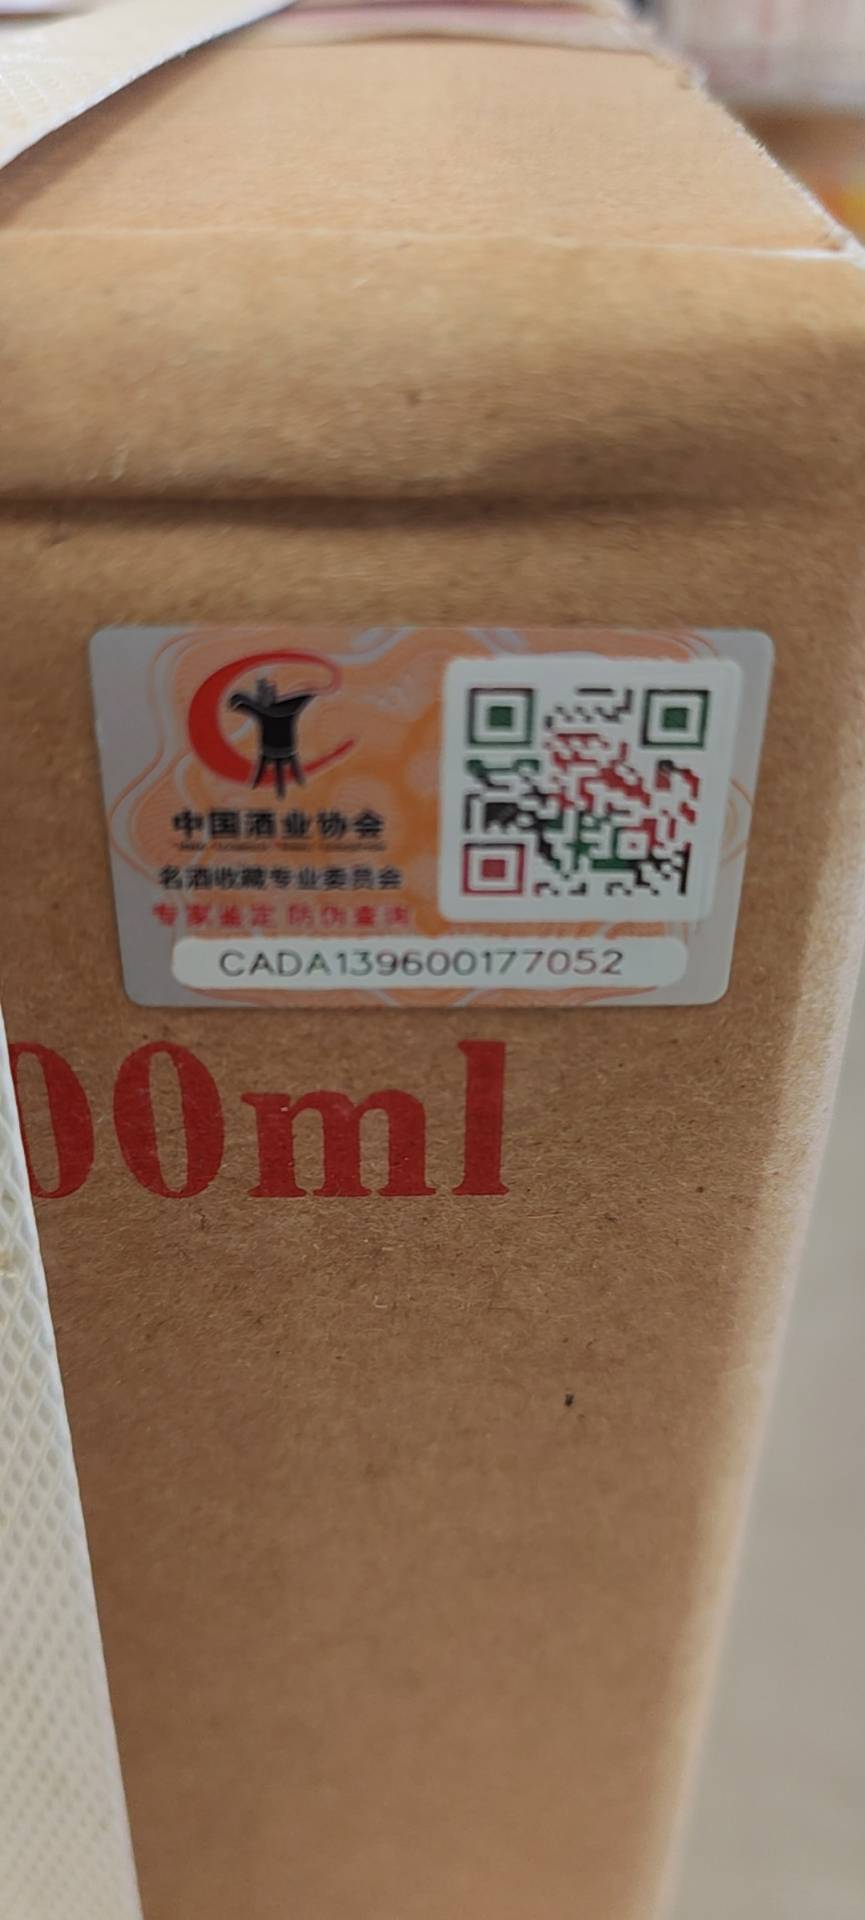 中国酒业协会
名酒收藏专业委员会
专家鉴定 防伪查询
CADA139600177052
00ml